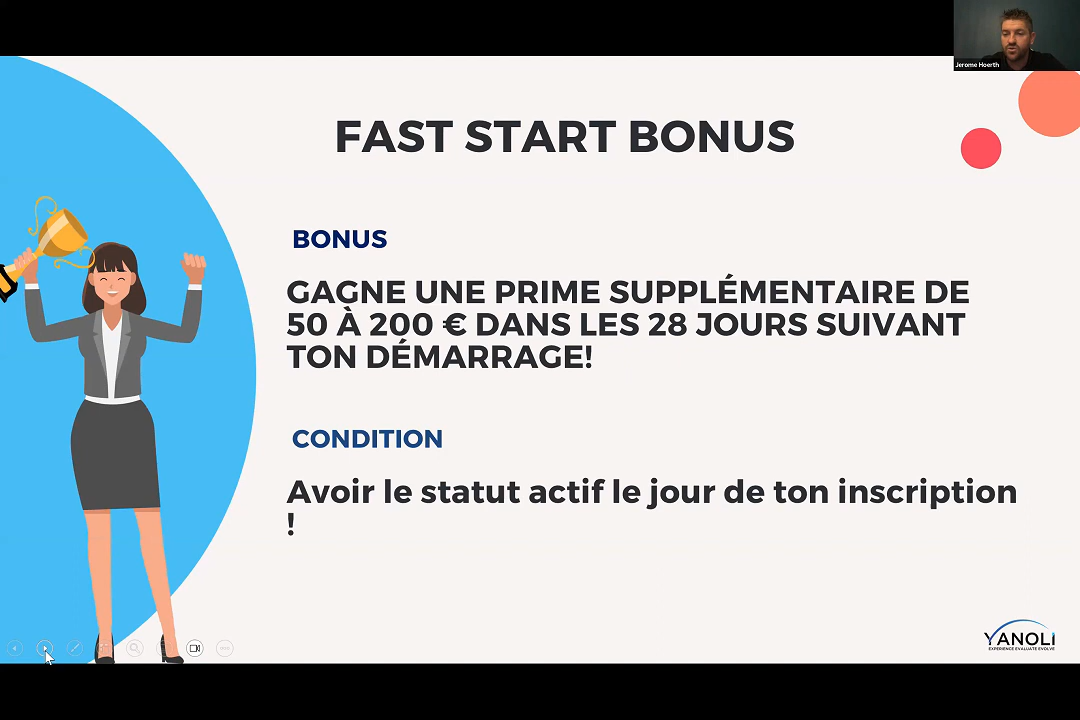 Jerome Hoerth
FAST START BONUS
BONUS
GAGNE UNE PRIME SUPPLÉMENTAIRE DE
50 À 200 € DANS LES 28 JOURS SUIVANT
TON DÉMARRAGE!
CONDITION
Avoir le statut actif le jour de ton inscription
!
YANOLI
EXPERIENCE EVALUATE EVOLVE